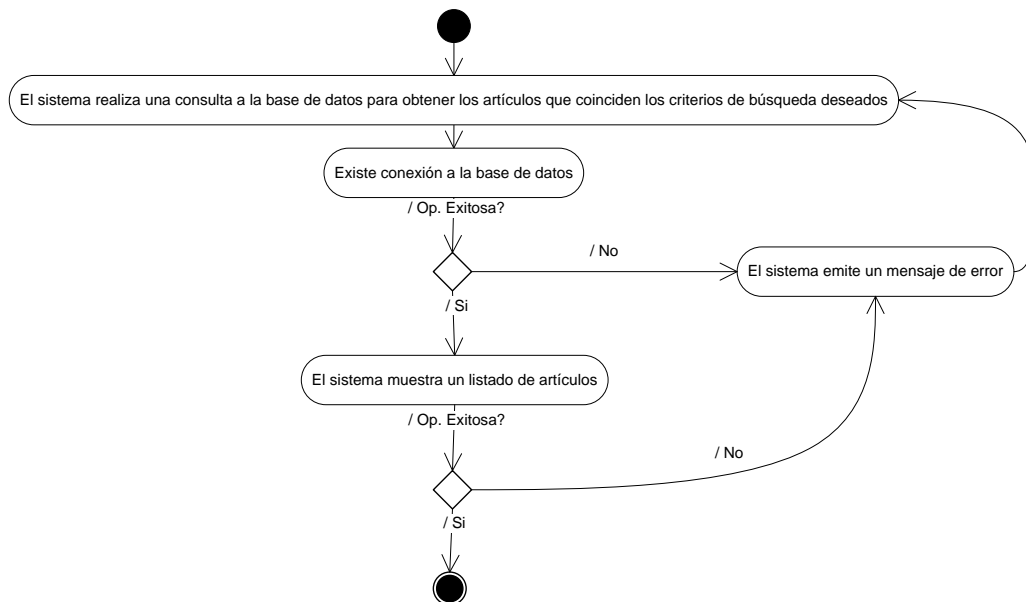 El sistema realiza una consulta a la base de datos para obtener los artículos que coinciden los criterios de búsqueda deseados
Existe conexión a la base de datos
/ Op. Exitosa?
/ No
El sistema emite un mensaje de error
/ Si
El sistema muestra un listado de artículos
/ Op. Exitosa?
/ No
/ Si